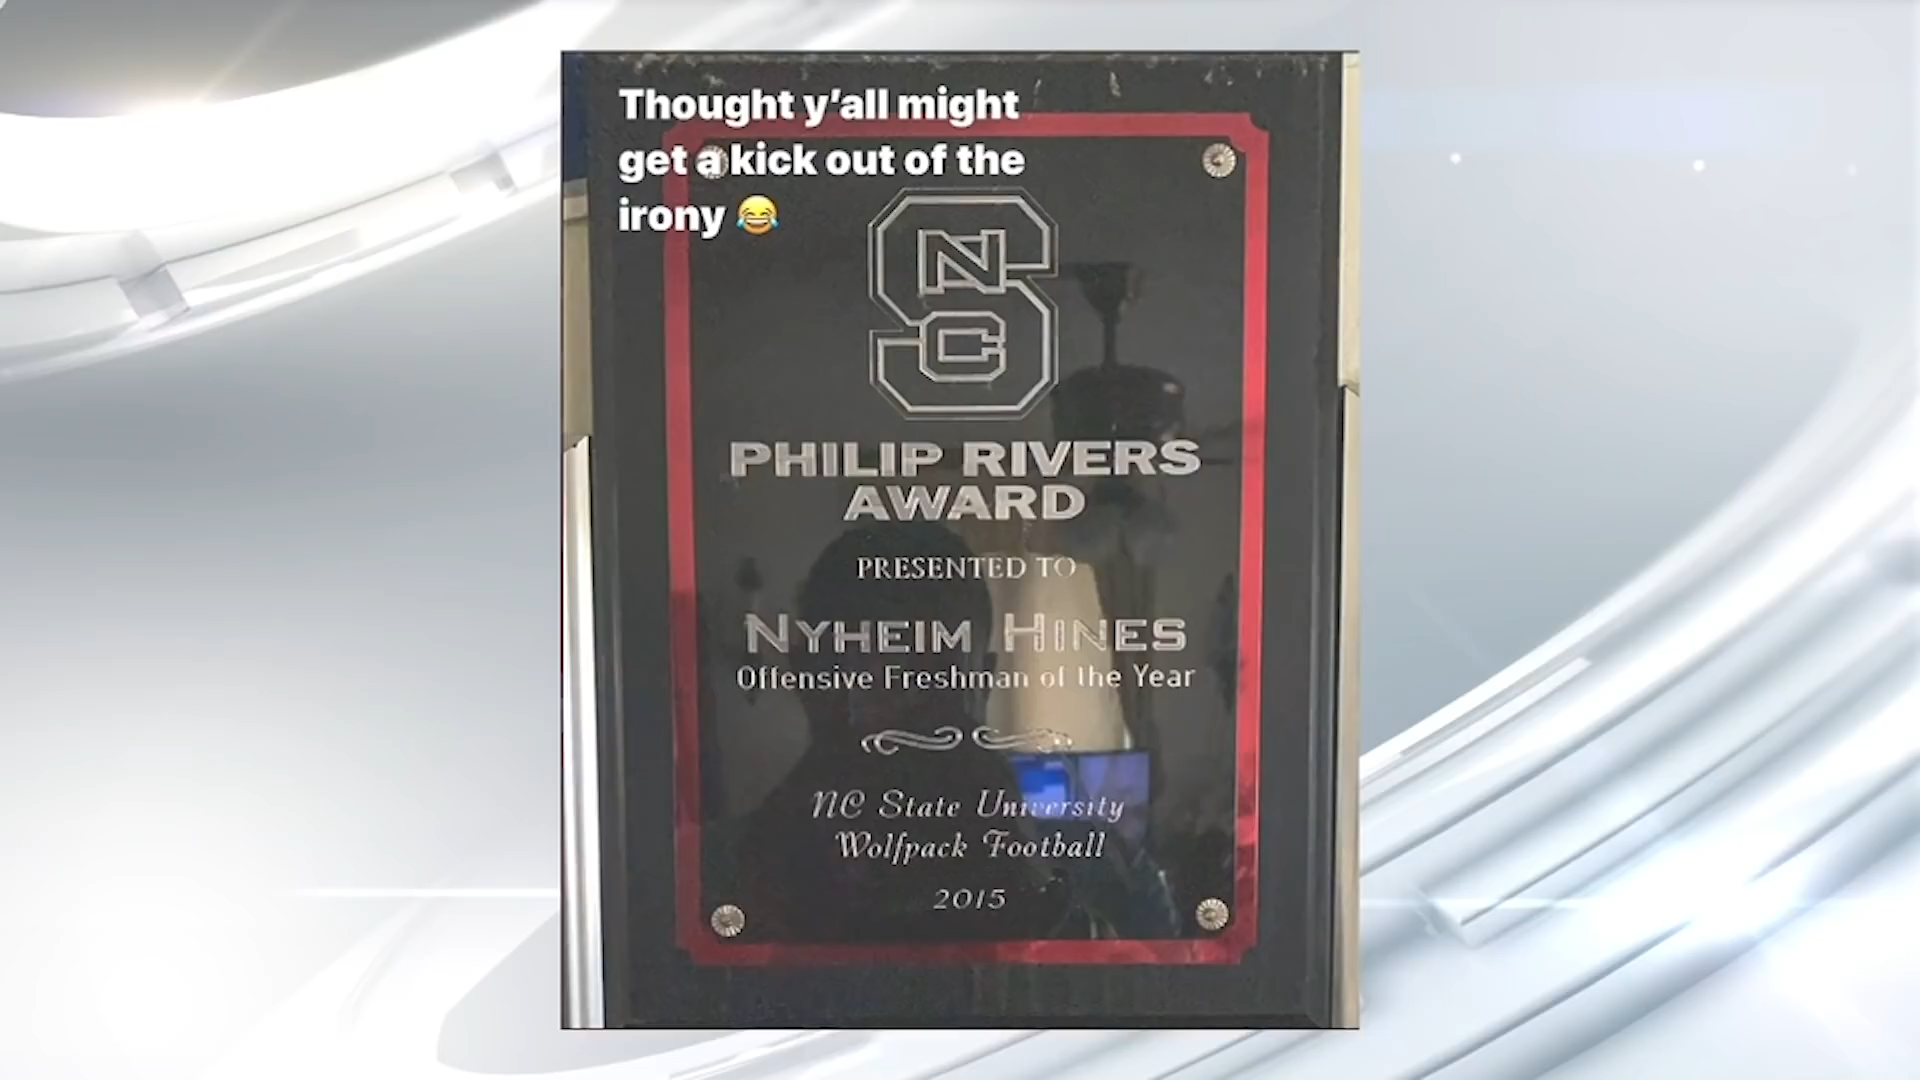 Thought y'all might
get a kick out of the
irony 😂
NC
S
PHILIP RIVERS
AWARD
PRESENTED TO
NYHEIM HINES
Offensive Freshman of the Year
NC State University
Wolfpack Football
2015